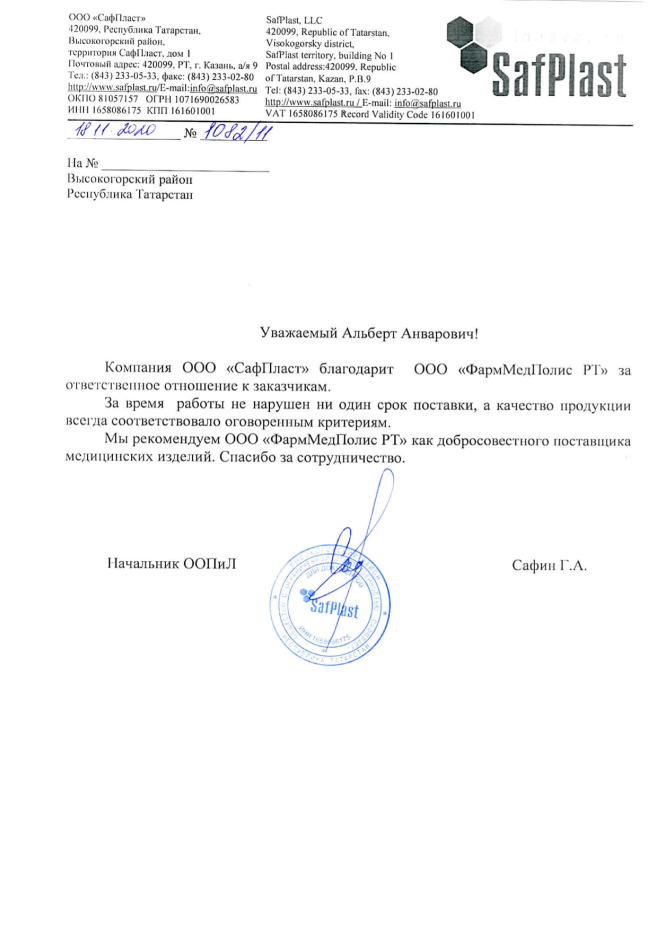 ООО «СафПласт»
420099, Республика Татарстан,
Высокогорский район,
территория СафПласт, дом 1
Почтовый адрес: 420099, РТ, г. Казань, а/я 9
Тел.: (843) 233-05-33, факс: (843) 233-02-80
http://www.safplast.ru/E-mail:info@safplast.ru
ОКПО 81057157 ОГРН 1071690026583
ИНН 1658086175 КПП 161601001
SafPlast, LLC
420099, Republic of Tatarstan,
Visokogorsky district,
SafPlast territory, building No 1
Postal address:420099, Republic
of Tatarstan, Kazan, P.B.9
Tel: (843) 233-05-33, fax: (843) 233-02-80
http://www.safplast.ru / E-mail: info@safplast.ru
VAT 1658086175 Record Validity Code 161601001
SafPlast
18 11. 2020 № 1082/11
На №
Высокогорский район
Республика Татарстан
Уважаемый Альберт Анварович!
Компания ООО «СафПласт» благодарит ООО «ФармМедПолис РТ» за
ответственное отношение к заказчикам.
За время работы не нарушен ни один срок поставки, а качество продукции
всегда соответствовало оговоренным критериям.
Мы рекомендуем ООО «ФармМедПолис РТ» как добросовестного поставщика
медицинских изделий. Спасибо за сотрудничество.
Начальник ООПиЛ
Сафин Г.А.
SafPlast
ИНН 1658086175